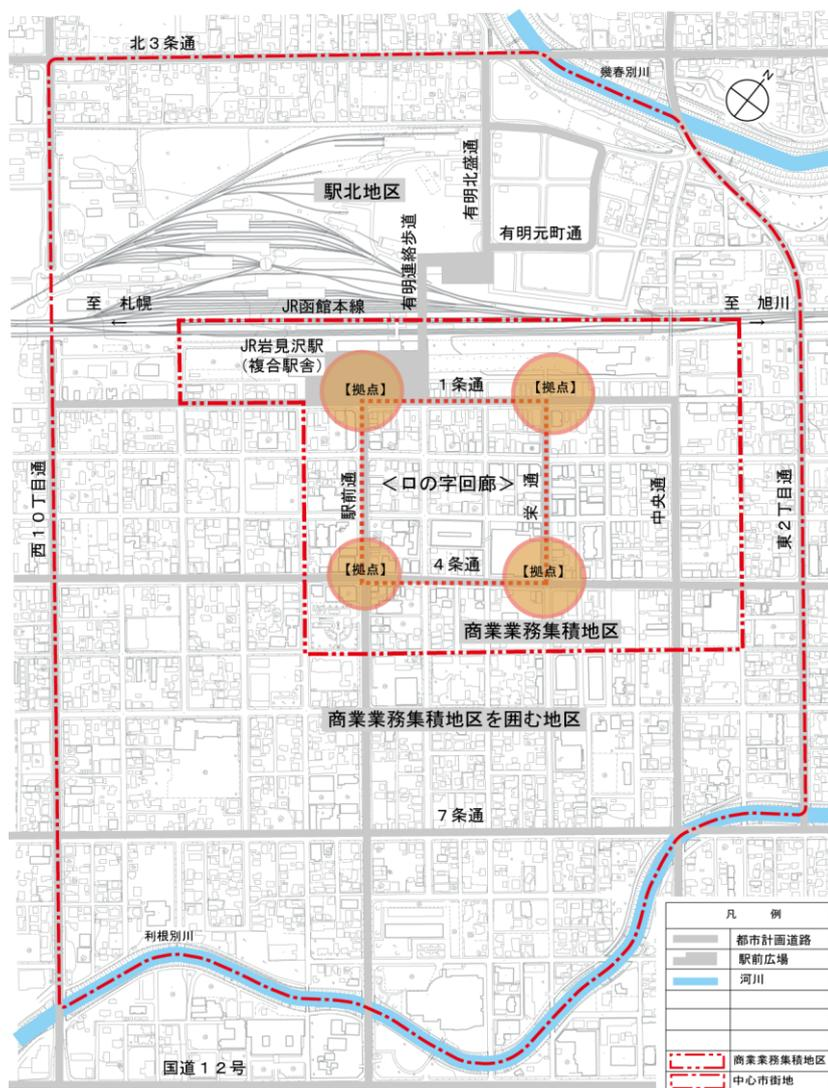 北３条通
幾春別川
N
駅北地区
有明北盛通
有明元町通
有明連絡歩道
至　札幌
←
JR函館本線
至　旭川
→
JR岩見沢駅
（複合駅舎）
【拠点】
１条通
【拠点】
西１０丁目通
駅前通
＜ロの字回廊＞
栄　通
中央通
東２丁目通
【拠点】
４条通
【拠点】
商業業務集積地区
商業業務集積地区を囲む地区
７条通
利根別川
国道１２号
凡　例
都市計画道路
駅前広場
河川
商業業務集積地区
中心市街地